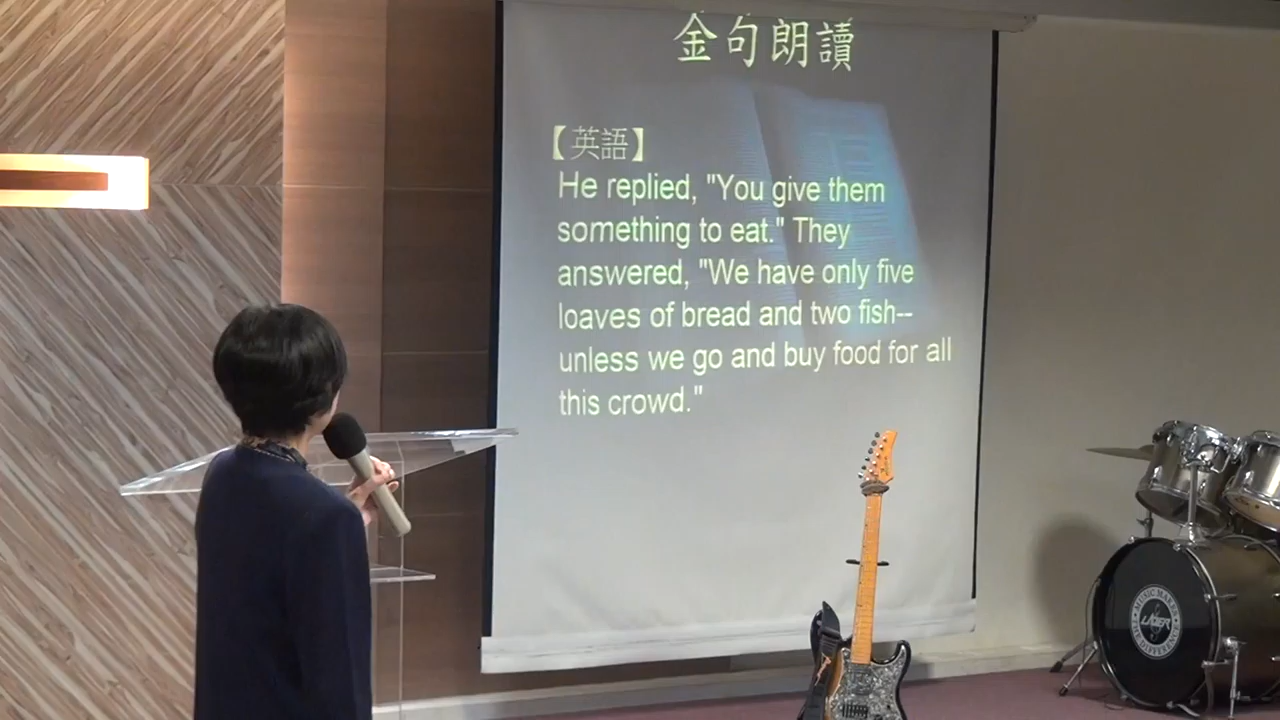 金句朗讀
【英語】
He replied, "You give them
something to eat." They
answered, "We have only five
loaves of bread and two fish--
unless we go and buy food for all
this crowd."